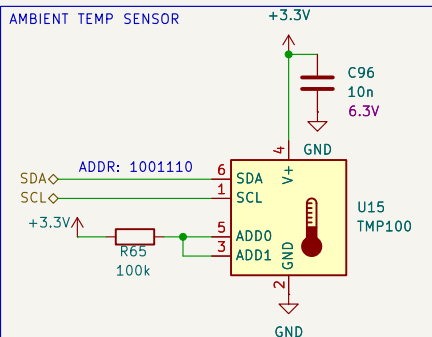 AMBIENT TEMP SENSOR
+3.3V
C96
10n
6.3V
4
GND
ADDR: 1001110
SDA
6
SDA
V+
SCL
1
SCL
U15
TMP100
+3.3V
R65
100k
5
ADD0
3
ADD1
GND
2
GND